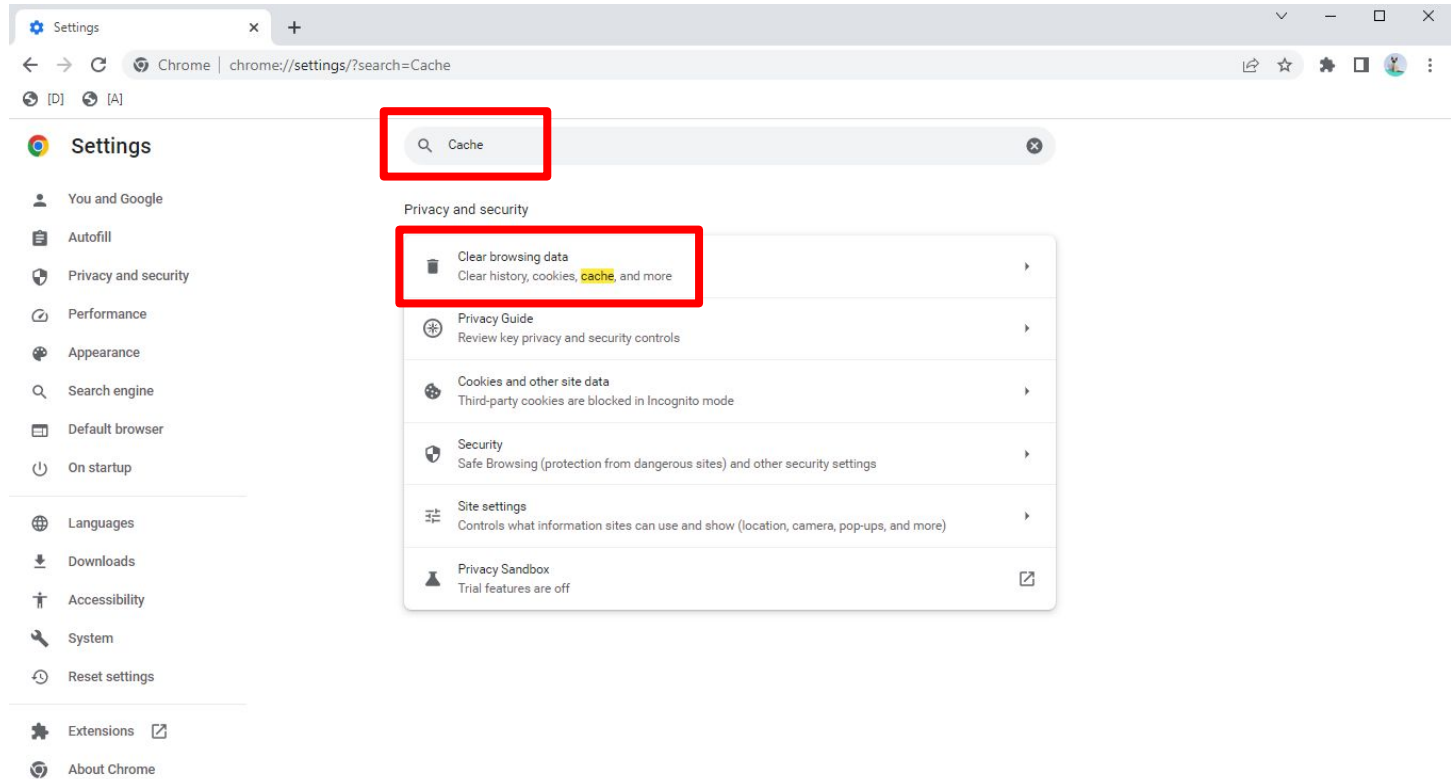 Settings
Chrome | chrome://settings/?search=Cache
[D] [A]
Settings
Cache
You and Google
Autofill
Privacy and security
Performance
Appearance
Search engine
Default browser
On startup
Languages
Downloads
Accessibility
System
Reset settings
Extensions
About Chrome
Privacy and security
Clear browsing data
Clear history, cookies, cache, and more
Privacy Guide
Review key privacy and security controls
Cookies and other site data
Third-party cookies are blocked in Incognito mode
Security
Safe Browsing (protection from dangerous sites) and other security settings
Site settings
Controls what information sites can use and show (location, camera, pop-ups, and more)
Privacy Sandbox
Trial features are off